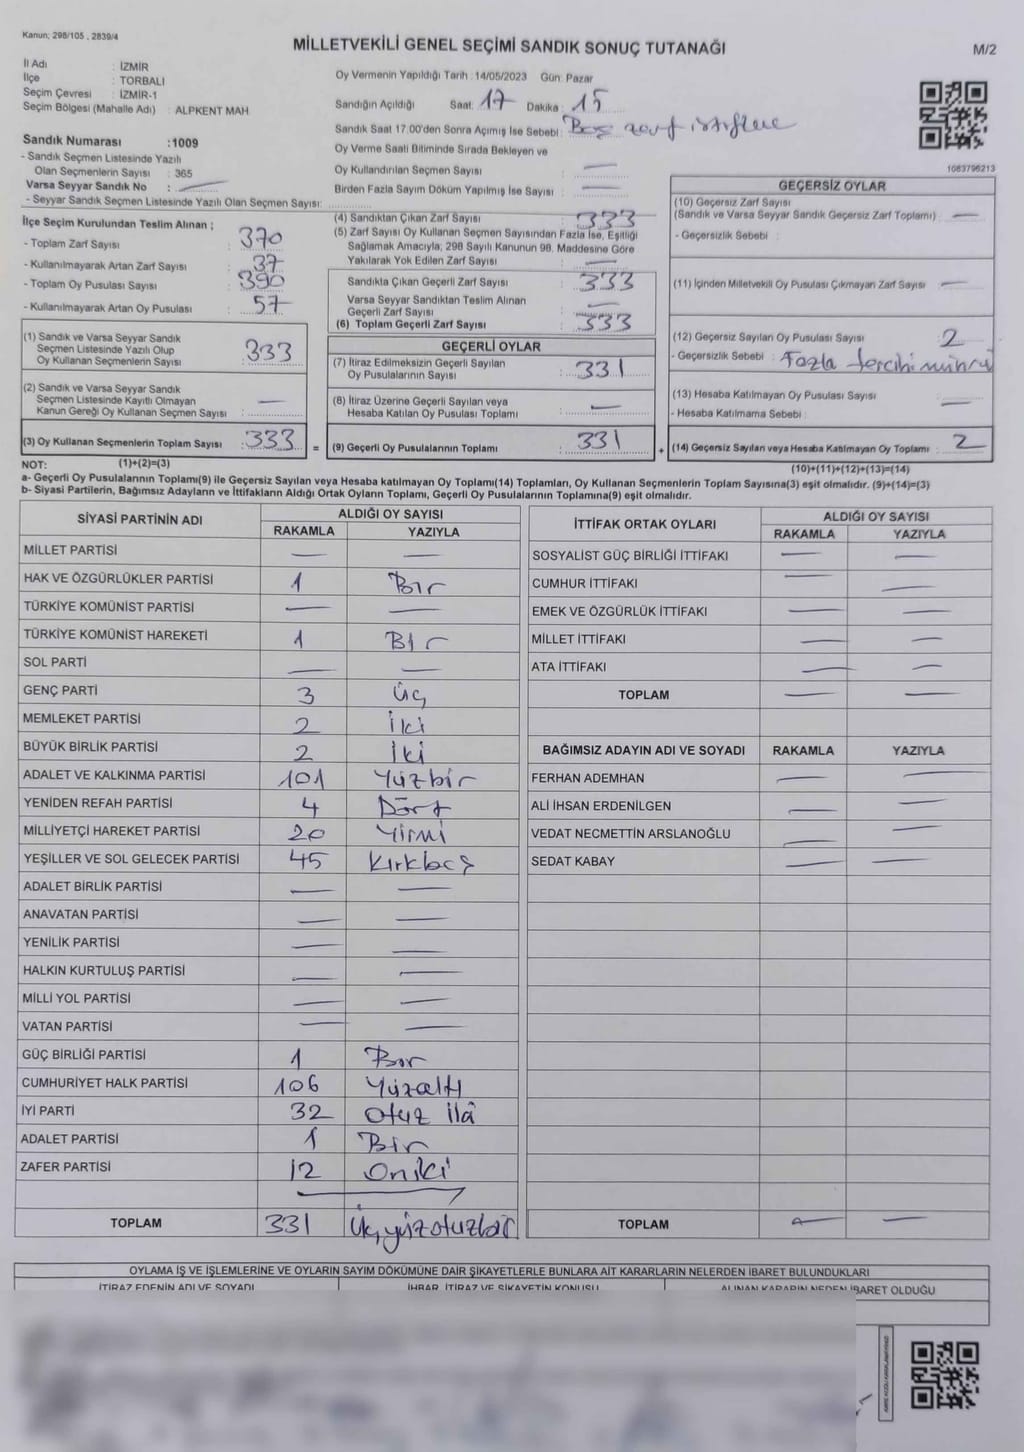 Kanun; 298/105 , 2839/4
MİLLETVEKİLİ GENEL SEÇİMİ SANDIK SONUÇ TUTANAĞI
M/2
İl Adı : İZMİR
İlçe : TORBALI
Seçim Çevresi : İZMİR-1
Seçim Bölgesi (Mahalle Adı) : ALPKENT MAH.
Oy Vermenin Yapıldığı Tarih : 14/05/2023 Gün: Pazar
Sandığın Açıldığı Saat: 17 Dakika: 15
Sandık Saat 17.00'den Sonra Açımış İse Sebebi: Boş zarf
Oy Verme Saati Bitiminde Sırada Bekleyen ve
Oy Kullandırılan Seçmen Sayısı : —
Birden Fazla Sayım Döküm Yapılmış İse Sayısı : —
1083796213
Sandık Numarası :1009
- Sandık Seçmen Listesinde Yazılı
Olan Seçmenlerin Sayısı : 365
Varsa Seyyar Sandık No : —
- Seyyar Sandık Seçmen Listesinde Yazılı Olan Seçmen Sayısı:
İlçe Seçim Kurulundan Teslim Alınan ;
- Toplam Zarf Sayısı : 370
- Kullanılmayarak Artan Zarf Sayısı : 37
- Toplam Oy Pusulası Sayısı : 390
- Kullanılmayarak Artan Oy Pusulası : 57
(1) Sandık ve Varsa Seyyar Sandık
Seçmen Listesinde Yazılı Olup
Oy Kullanan Seçmenlerin Sayısı : 333
(2) Sandık ve Varsa Seyyar Sandık
Seçmen Listesinde Kayıtlı Olmayan
Kanun Gereği Oy Kullanan Seçmen Sayısı : —
(3) Oy Kullanan Seçmenlerin Toplam Sayısı : 333
(4) Sandıktan Çıkan Zarf Sayısı : 333
(5) Zarf Sayısı Oy Kullanan Seçmen Sayısından Fazla İse, Eşitliği
Sağlamak Amacıyla; 298 Sayılı Kanunun 98. Maddesine Göre
Yakılarak Yok Edilen Zarf Sayısı : —
Sandıkta Çıkan Geçerli Zarf Sayısı : 333
Varsa Seyyar Sandıktan Teslim Alınan
Geçerli Zarf Sayısı : —
(6) Toplam Geçerli Zarf Sayısı : 333
GEÇERLİ OYLAR
(7) İtiraz Edilmeksizin Geçerli Sayılan
Oy Pusulalarının Sayısı : 331
(8) İtiraz Üzerine Geçerli Sayılan veya
Hesaba Katılan Oy Pusulası Toplamı : —
= (9) Geçerli Oy Pusulalarının Toplamı : 331
GEÇERSİZ OYLAR
(10) Geçersiz Zarf Sayısı
(Sandık ve Varsa Seyyar Sandık Geçersiz Zarf Toplamı) : —
- Geçersizlik Sebebi :
(11) İçinden Milletvekili Oy Pusulası Çıkmayan Zarf Sayısı : —
(12) Geçersiz Sayılan Oy Pusulası Sayısı : 2
- Geçersizlik Sebebi : Fazla tercihi mührü
(13) Hesaba Katılmayan Oy Pusulası Sayısı : —
- Hesaba Katılmama Sebebi :
+ (14) Geçersiz Sayılan veya Hesaba Katılmayan Oy Toplamı : 2
NOT: (1)+(2)=(3)
(10)+(11)+(12)+(13)=(14)
a- Geçerli Oy Pusulalarının Toplamı(9) ile Geçersiz Sayılan veya Hesaba katılmayan Oy Toplamı(14) Toplamları, Oy Kullanan Seçmenlerin Toplam Sayısına(3) eşit olmalıdır. (9)+(14)=(3)
b- Siyasi Partilerin, Bağımsız Adayların ve İttifakların Aldığı Ortak Oyların Toplamı, Geçerli Oy Pusulalarının Toplamına(9) eşit olmalıdır.
SİYASİ PARTİNİN ADI ALDIĞI OY SAYISI
RAKAMLA YAZIYLA
MİLLET PARTİSİ — —
HAK VE ÖZGÜRLÜKLER PARTİSİ 1 Bir
TÜRKİYE KOMÜNİST PARTİSİ — —
TÜRKİYE KOMÜNİST HAREKETİ 1 Bir
SOL PARTİ — —
GENÇ PARTİ 3 Üç
MEMLEKET PARTİSİ 2 İki
BÜYÜK BİRLİK PARTİSİ 2 İki
ADALET VE KALKINMA PARTİSİ 101 Yüzbir
YENİDEN REFAH PARTİSİ 4 Dört
MİLLİYETÇİ HAREKET PARTİSİ 20 Yirmi
YEŞİLLER VE SOL GELECEK PARTİSİ 45 Kırkbeş
ADALET BİRLİK PARTİSİ — —
ANAVATAN PARTİSİ — —
YENİLİK PARTİSİ — —
HALKIN KURTULUŞ PARTİSİ — —
MİLLİ YOL PARTİSİ — —
VATAN PARTİSİ — —
GÜÇ BİRLİĞİ PARTİSİ 1 Bir
CUMHURİYET HALK PARTİSİ 106 Yüzaltı
İYİ PARTİ 32 Otuz iki
ADALET PARTİSİ 1 Bir
ZAFER PARTİSİ 12 Oniki
TOPLAM 331 Üçyüzotuzbir
İTTİFAK ORTAK OYLARI ALDIĞI OY SAYISI
RAKAMLA YAZIYLA
SOSYALİST GÜÇ BİRLİĞİ İTTİFAKI — —
CUMHUR İTTİFAKI — —
EMEK VE ÖZGÜRLÜK İTTİFAKI — —
MİLLET İTTİFAKI — —
ATA İTTİFAKI — —
TOPLAM — —
BAĞIMSIZ ADAYIN ADI VE SOYADI RAKAMLA YAZIYLA
FERHAN ADEMHAN — —
ALİ İHSAN ERDENİLGEN — —
VEDAT NECMETTİN ARSLANOĞLU — —
SEDAT KABAY — —
TOPLAM — —
OYLAMA İŞ VE İŞLEMLERİNE VE OYLARIN SAYIM DÖKÜMÜNE DAİR ŞİKAYETLERLE BUNLARA AİT KARARLARIN NELERDEN İBARET BULUNDUKLARI
İTİRAZ EDENİN ADI VE SOYADI İHBAR, İTİRAZ VE ŞİKAYETİN KONUSU ALINAN KARARIN NEDEN İBARET OLDUĞU